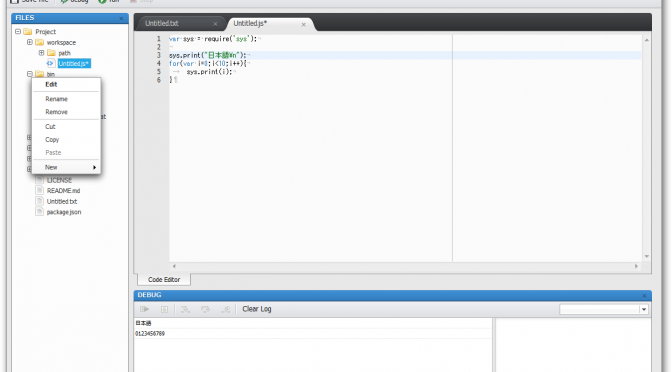 Save File Debug Run
FILES
Project
workspace
path
Untitled.js*
bin
Edit
Rename
Remove
Cut
Copy
Paste
New
LICENSE
README.md
Untitled.txt
package.json
Untitled.txt
Untitled.js*
1 var sys = require('sys');
2
3 sys.print("日本語¥n");
4 for(var i=0;i<10;i++){
5 sys.print(i);
6 }
Code Editor
DEBUG
Clear Log
日本語
0123456789